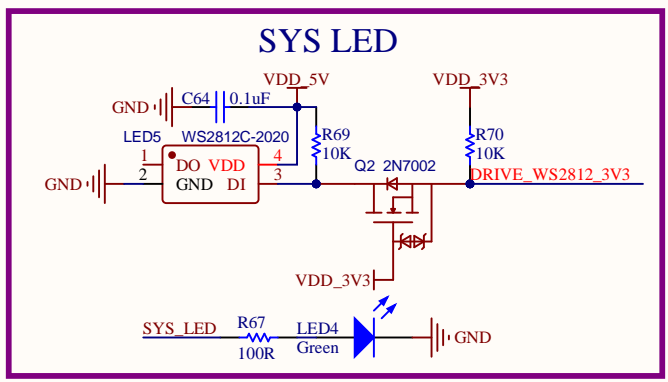 SYS LED
VDD_5V
VDD_3V3
GND
C64 0.1uF
LED5 WS2812C-2020
R69
10K
R70
10K
1 DO VDD 4
Q2 2N7002
GND
2 GND DI 3
DRIVE_WS2812_3V3
VDD_3V3
SYS_LED
R67
100R
LED4
Green
GND